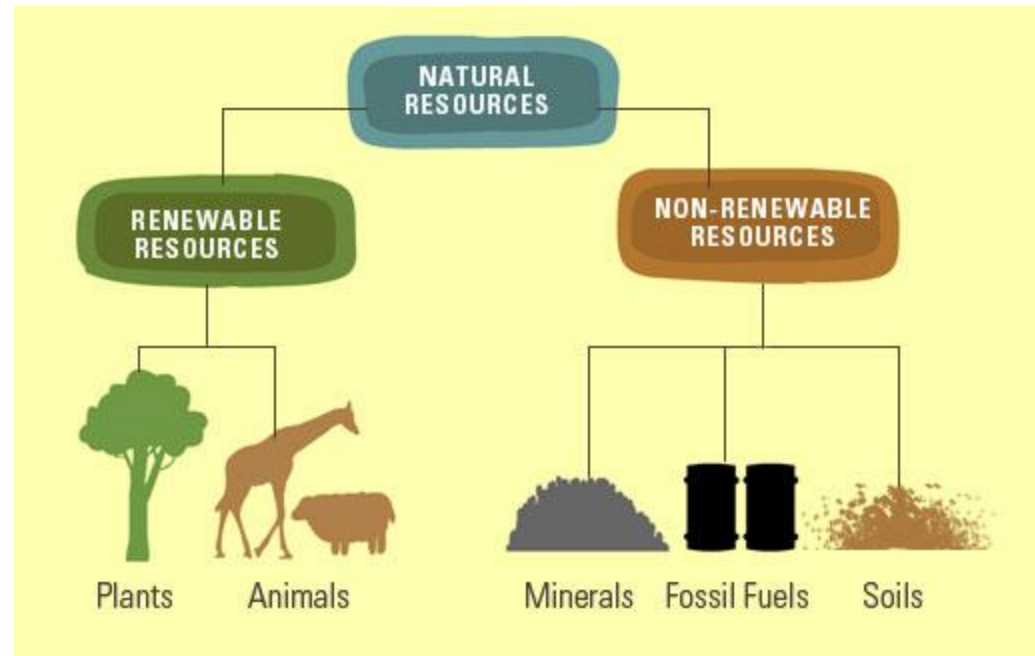 NATURAL
RESOURCES
RENEWABLE
RESOURCES
NON-RENEWABLE
RESOURCES
Plants
Animals
Minerals
Fossil Fuels
Soils